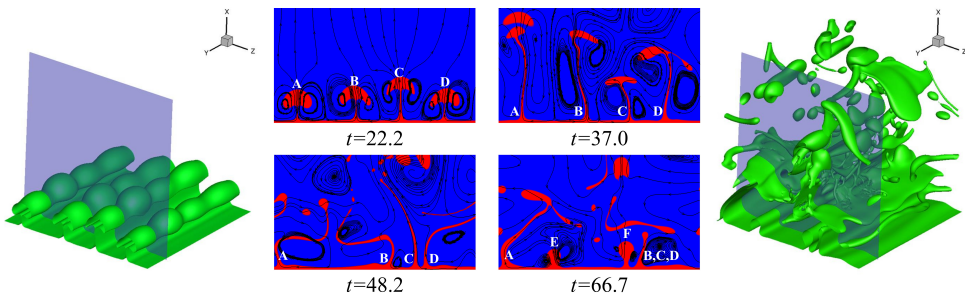 X
Y
Z
A
B
C
D
t=22.2
A
B
C
D
t=37.0
A
B
C
D
t=48.2
A
E
F
B,C,D
t=66.7
X
Y
Z